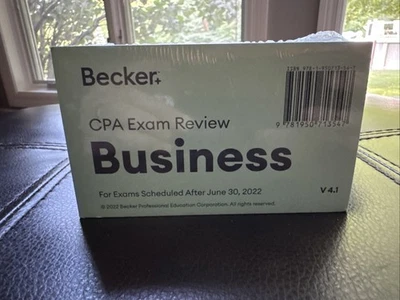 Becker.
CPA Exam Review
Business
For Exams Scheduled After June 30, 2022
V 4.1
© 2022 Becker Professional Education Corporation. All rights reserved.